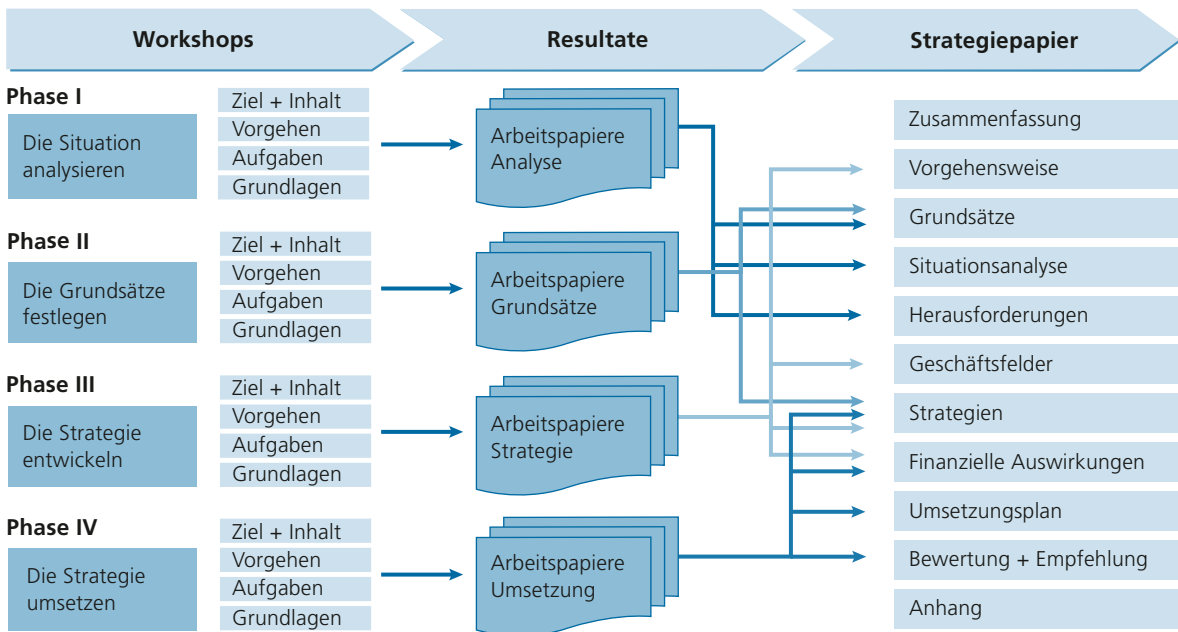 Workshops
Resultate
Strategiepapier
Phase I
Die Situation
analysieren
Ziel + Inhalt
Vorgehen
Aufgaben
Grundlagen
Arbeitspapiere
Analyse
Phase II
Die Grundsätze
festlegen
Ziel + Inhalt
Vorgehen
Aufgaben
Grundlagen
Arbeitspapiere
Grundsätze
Phase III
Die Strategie
entwickeln
Ziel + Inhalt
Vorgehen
Aufgaben
Grundlagen
Arbeitspapiere
Strategie
Phase IV
Die Strategie
umsetzen
Ziel + Inhalt
Vorgehen
Aufgaben
Grundlagen
Arbeitspapiere
Umsetzung
Zusammenfassung
Vorgehensweise
Grundsätze
Situationsanalyse
Herausforderungen
Geschäftsfelder
Strategien
Finanzielle Auswirkungen
Umsetzungsplan
Bewertung + Empfehlung
Anhang